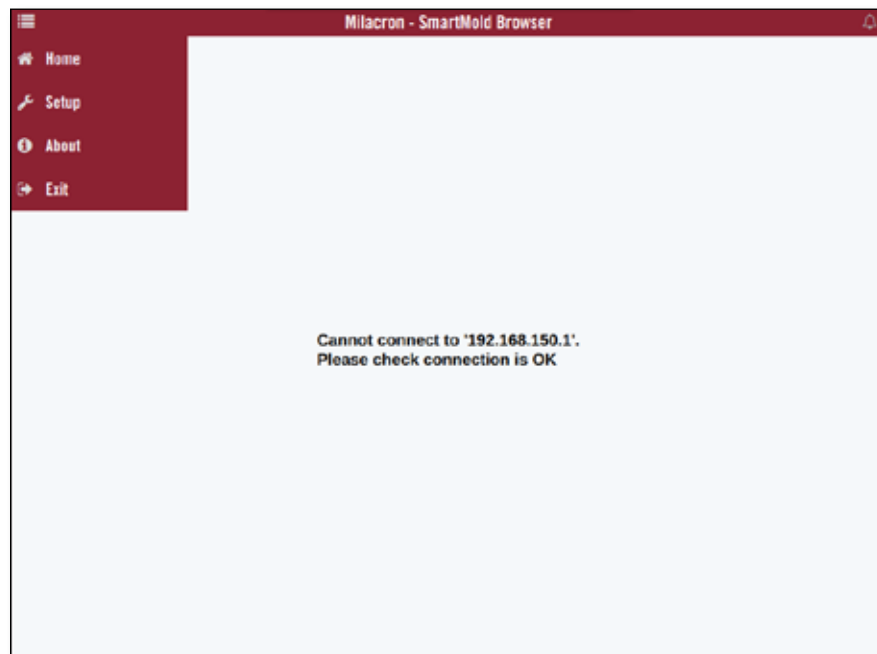 Milacron - SmartMold Browser
Home
Setup
About
Exit
Cannot connect to '192.168.150.1'.
Please check connection is OK